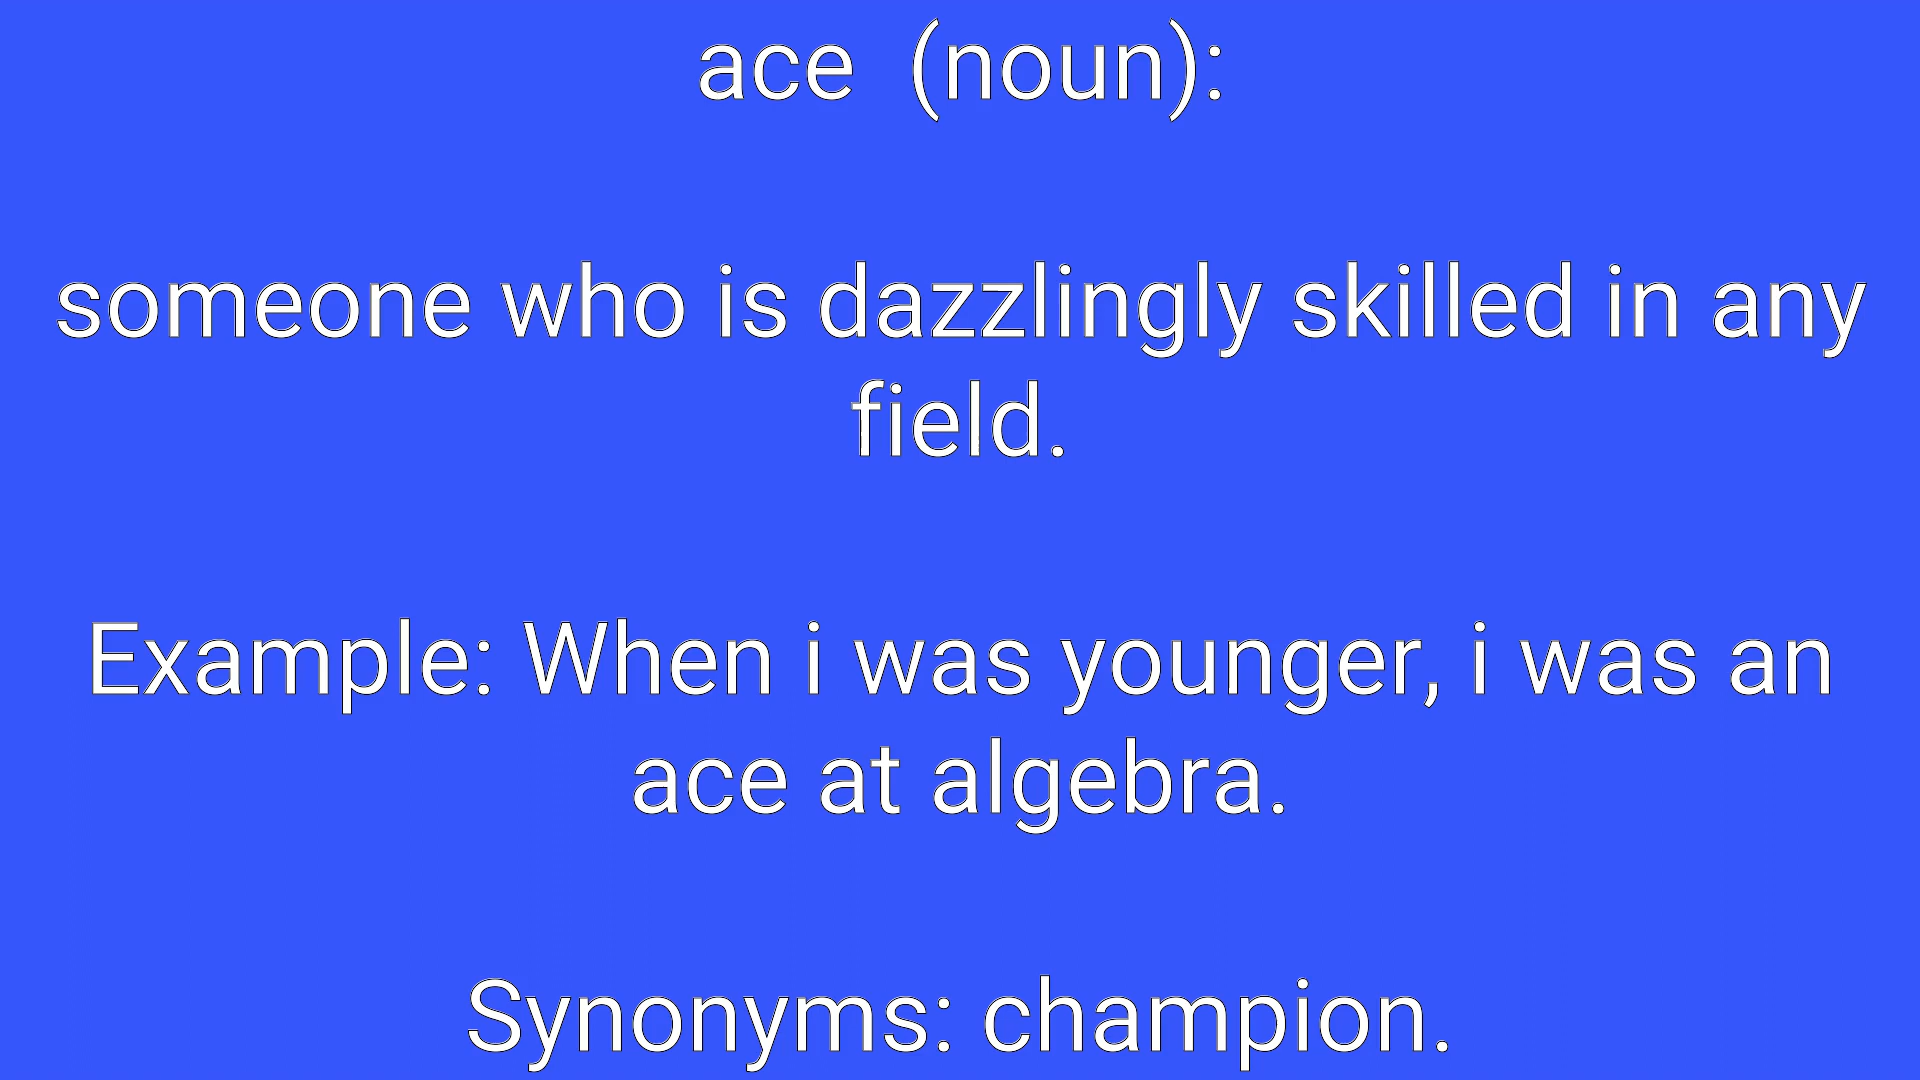 ace  (noun):
someone who is dazzlingly skilled in any
field.
Example: When i was younger, i was an
ace at algebra.
Synonyms: champion.